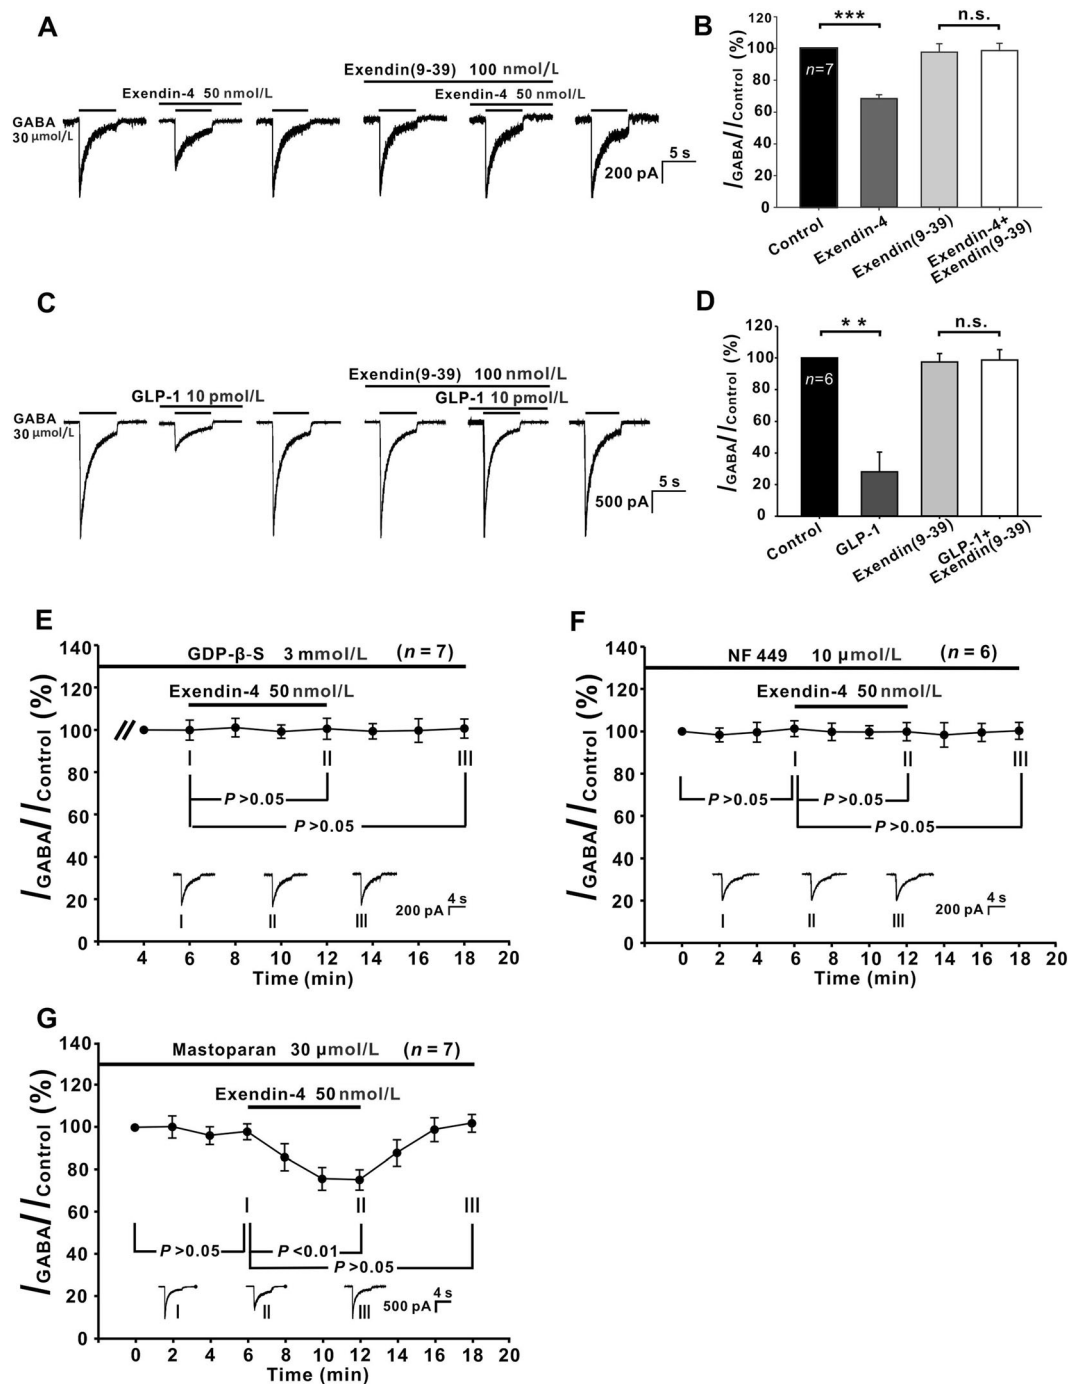 A
Exendin(9-39) 100 nmol/L
Exendin-4 50 nmol/L
Exendin-4 50 nmol/L
GABA
30 μmol/L
5 s
200 pA
B
IGABA/IControl (%)
120
100
80
60
40
20
0
***
n.s.
n=7
Control
Exendin-4
Exendin(9-39)
Exendin-4+
Exendin(9-39)
C
Exendin(9-39) 100 nmol/L
GLP-1 10 pmol/L
GLP-1 10 pmol/L
GABA
30 μmol/L
5 s
500 pA
D
IGABA/IControl (%)
120
100
80
60
40
20
0
**
n.s.
n=6
Control
GLP-1
Exendin(9-39)
GLP-1+
Exendin(9-39)
E
IGABA/IControl (%)
140
120
100
80
60
40
20
0
GDP-β-S 3 mmol/L (n = 7)
Exendin-4 50 nmol/L
I II III
P >0.05
P >0.05
I II III
4 s
200 pA
4 6 8 10 12 14 16 18 20
Time (min)
F
IGABA/IControl (%)
140
120
100
80
60
40
20
0
NF 449 10 μmol/L (n = 6)
Exendin-4 50 nmol/L
I II III
P >0.05 P >0.05
P >0.05
I II III
4 s
200 pA
0 2 4 6 8 10 12 14 16 18 20
Time (min)
G
IGABA/IControl (%)
140
120
100
80
60
40
20
0
Mastoparan 30 μmol/L (n = 7)
Exendin-4 50 nmol/L
I II III
P >0.05 P <0.01
P >0.05
I II III
4 s
500 pA
0 2 4 6 8 10 12 14 16 18 20
Time (min)